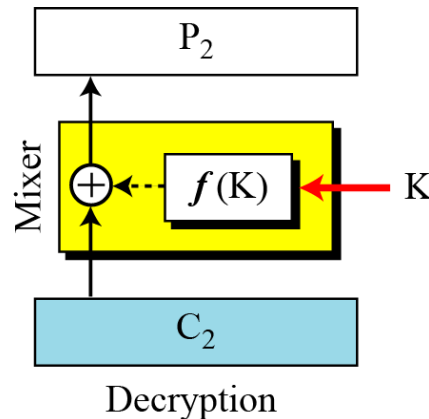 P₂
Mixer
f(K)
K
C₂
Decryption